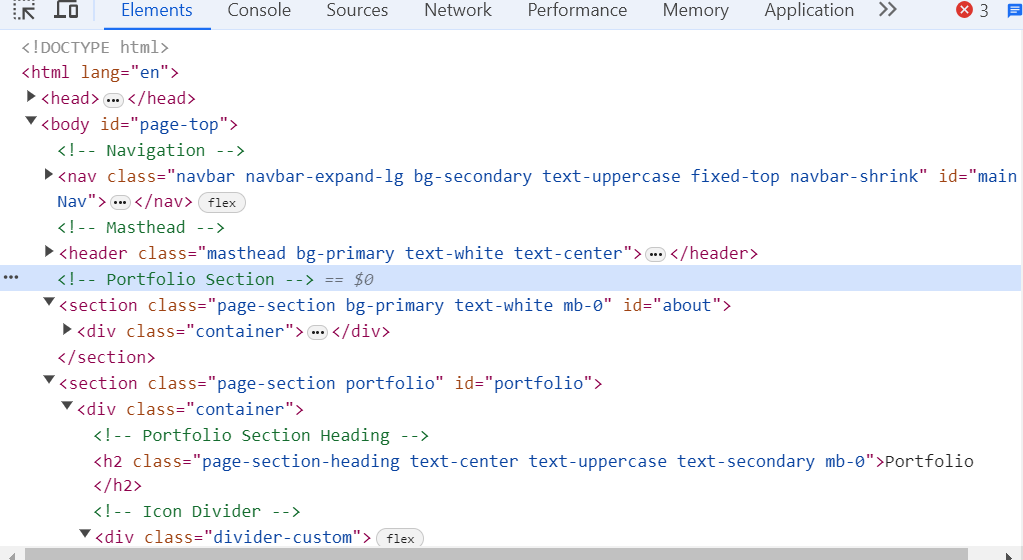 Elements Console Sources Network Performance Memory Application 3
<!DOCTYPE html>
<html lang="en">
<head> ••• </head>
<body id="page-top">
<!-- Navigation -->
<nav class="navbar navbar-expand-lg bg-secondary text-uppercase fixed-top navbar-shrink" id="main
Nav"> ••• </nav> flex
<!-- Masthead -->
<header class="masthead bg-primary text-white text-center"> ••• </header>
<!-- Portfolio Section --> == $0
<section class="page-section bg-primary text-white mb-0" id="about">
<div class="container"> ••• </div>
</section>
<section class="page-section portfolio" id="portfolio">
<div class="container">
<!-- Portfolio Section Heading -->
<h2 class="page-section-heading text-center text-uppercase text-secondary mb-0">Portfolio
</h2>
<!-- Icon Divider -->
<div class="divider-custom"> flex